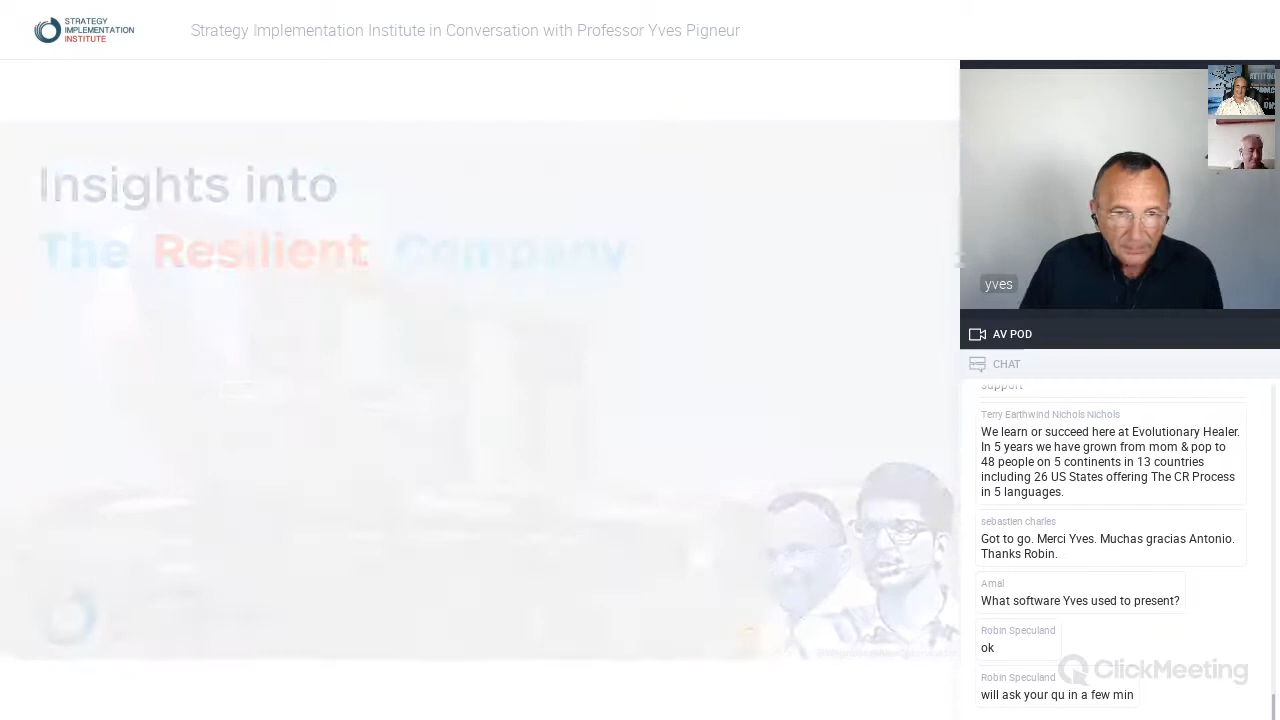 STRATEGY
IMPLEMENTATION
INSTITUTE
Strategy Implementation Institute in Conversation with Professor Yves Pigneur
Insights into
The Resilient Company
yves
AV POD
CHAT
support
Terry Earthwind Nichols Nichols
We learn or succeed here at Evolutionary Healer.
In 5 years we have grown from mom & pop to
48 people on 5 continents in 13 countries
including 26 US States offering The CR Process
in 5 languages.
sebastien charles
Got to go. Merci Yves. Muchas gracias Antonio.
Thanks Robin.
Amal
What software Yves used to present?
Robin Speculand
ok
Robin Speculand
will ask your qu in a few min
ClickMeeting